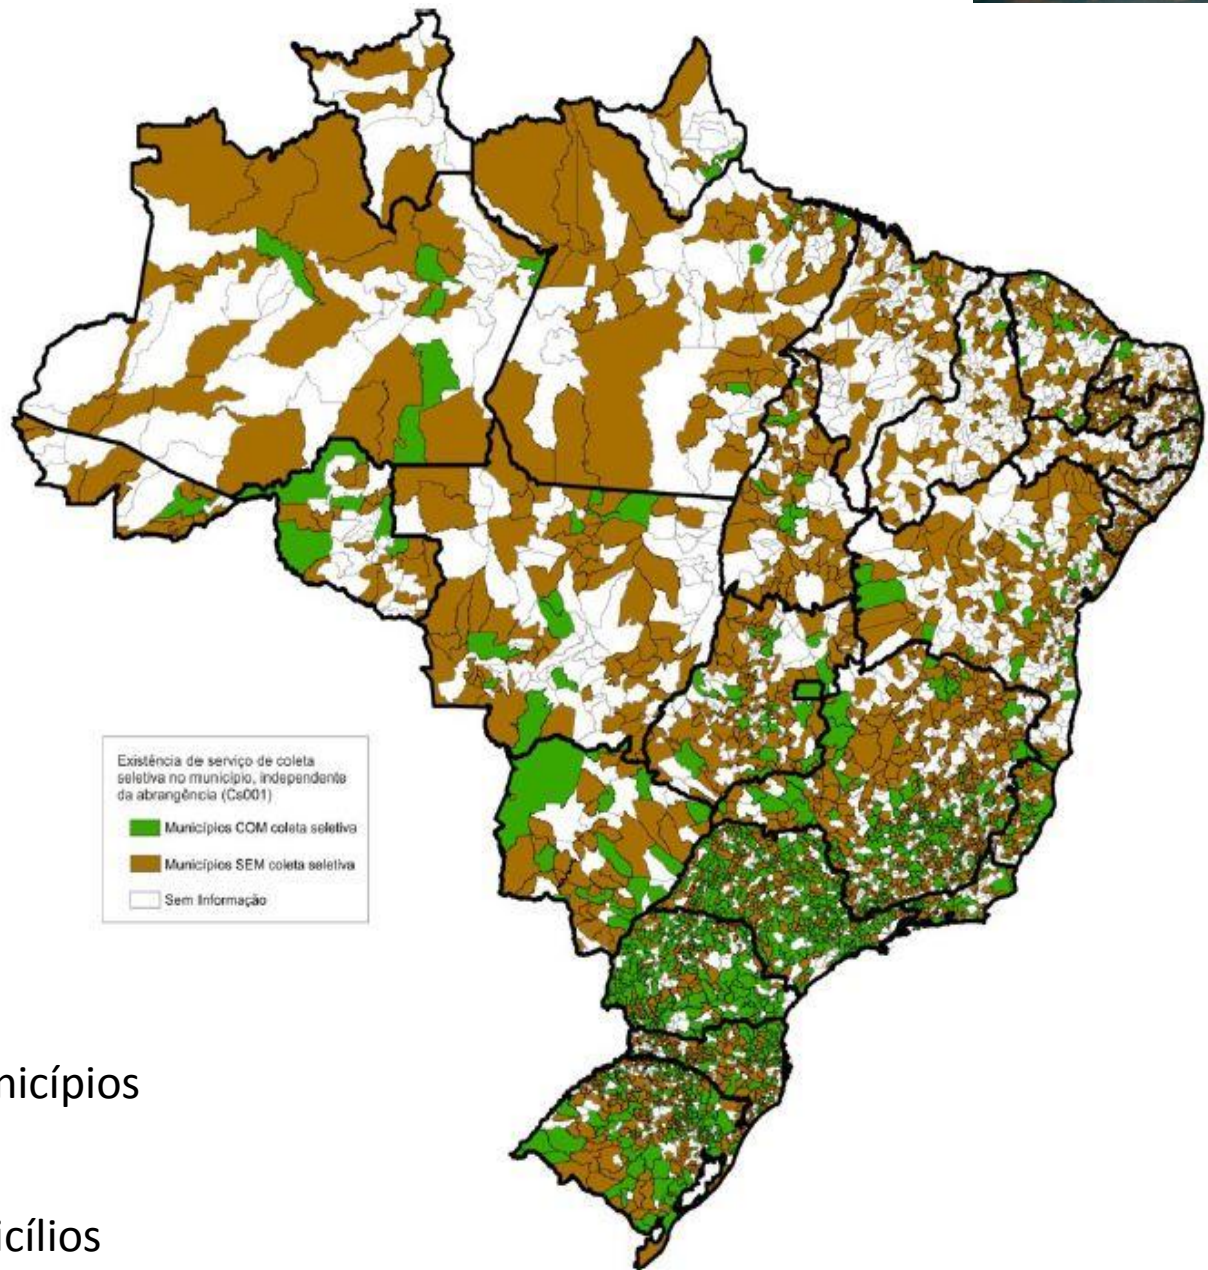 Existência de serviço de coleta
seletiva no município, independente
da abrangência (Cs001)
Municípios COM coleta seletiva
Municípios SEM coleta seletiva
Sem Informação
nicípios
icílios